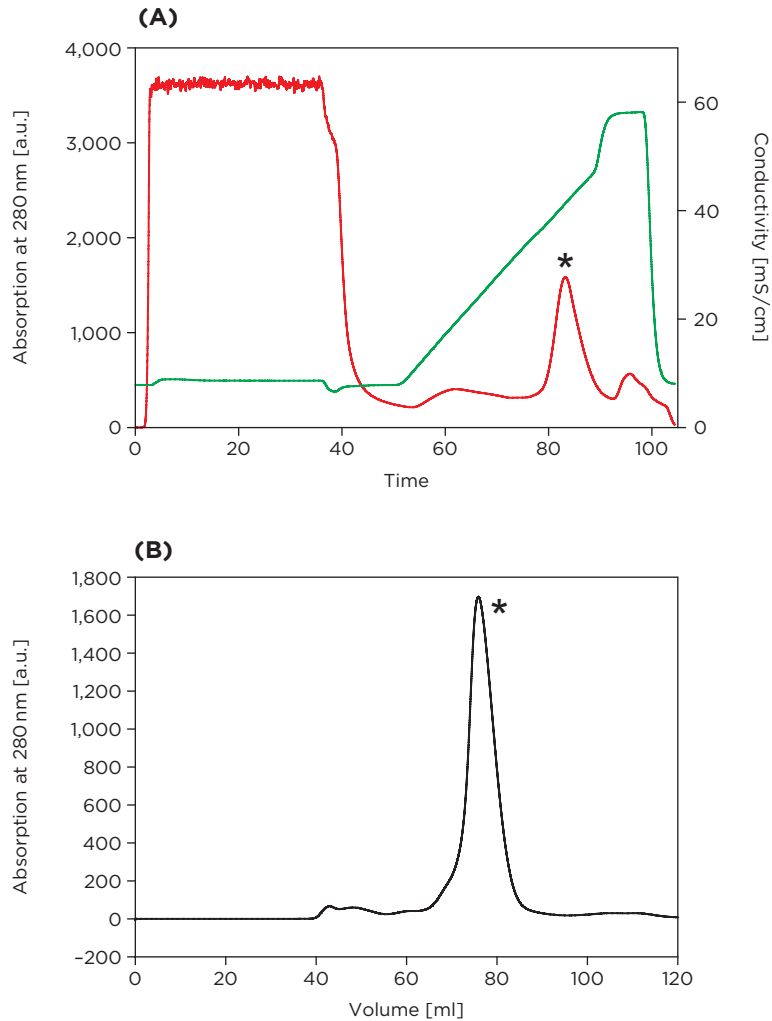 (A)
4,000
3,000
2,000
1,000
0
Absorption at 280 nm [a.u.]
60
40
20
0
Conductivity [mS/cm]
*
0 20 40 60 80 100
Time
(B)
1,800
1,600
1,400
1,200
1,000
800
600
400
200
0
-200
Absorption at 280 nm [a.u.]
*
0 20 40 60 80 100 120
Volume [ml]